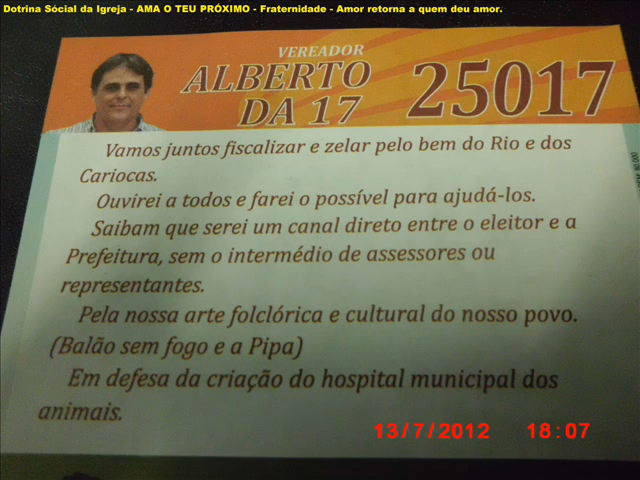 Dotrina Sócial da Igreja - AMA O TEU PRÓXIMO - Fraternidade - Amor retorna a quem deu amor.
VEREADOR
ALBERTO
DA 17
25017
Vamos juntos fiscalizar e zelar pelo bem do Rio e dos
Cariocas.
Ouvirei a todos e farei o possível para ajudá-los.
Saibam que serei um canal direto entre o eleitor e a
Prefeitura, sem o intermédio de assessores ou
representantes.
Pela nossa arte folclórica e cultural do nosso povo.
(Balão sem fogo e a Pipa)
Em defesa da criação do hospital municipal dos
animais.
13/7/2012 18:07